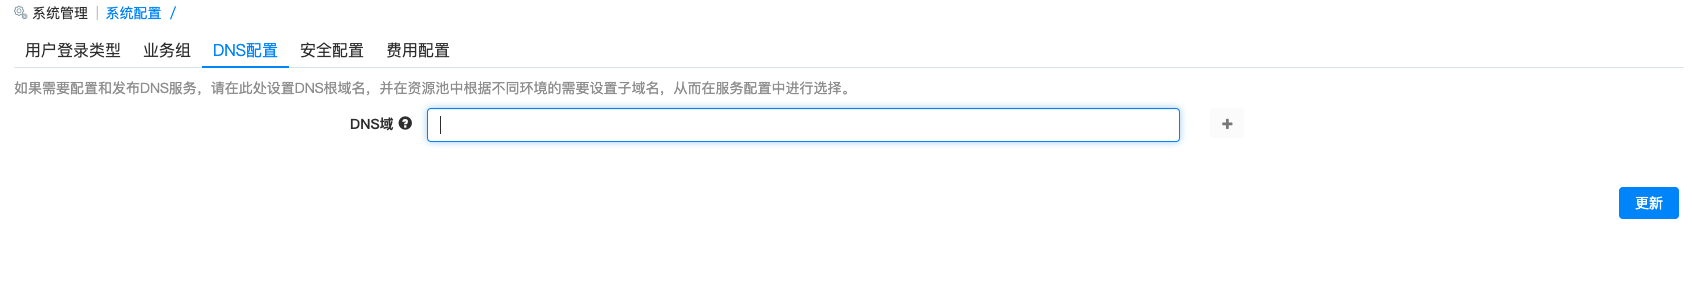 系统管理 | 系统配置 /
用户登录类型 业务组 DNS配置 安全配置 费用配置
如果需要配置和发布DNS服务，请在此处设置DNS根域名，并在资源池中根据不同环境的需要设置子域名，从而在服务配置中进行选择。
DNS域
更新